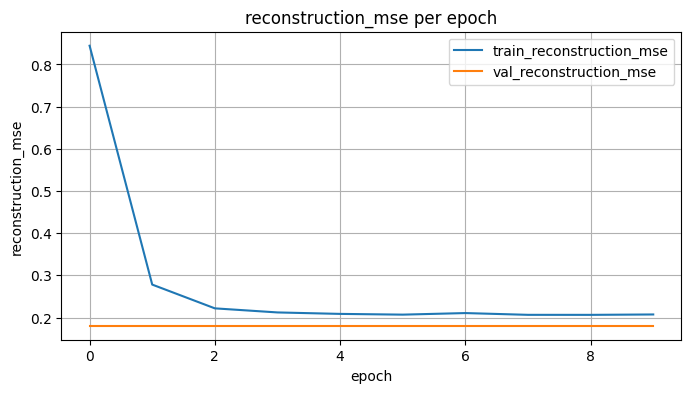 reconstruction_mse per epoch
train_reconstruction_mse
val_reconstruction_mse
reconstruction_mse
0.8
0.7
0.6
0.5
0.4
0.3
0.2
0 2 4 6 8
epoch